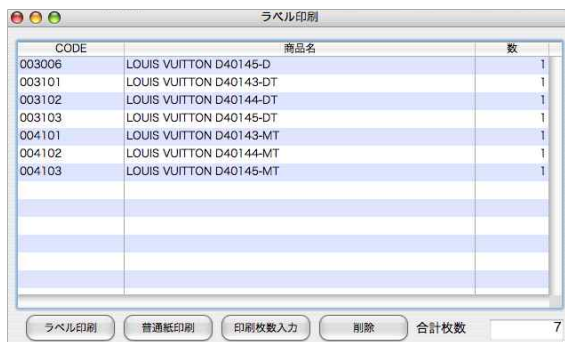 ラベル印刷
CODE 商品名 数
003006 LOUIS VUITTON D40145-D 1
003101 LOUIS VUITTON D40143-DT 1
003102 LOUIS VUITTON D40144-DT 1
003103 LOUIS VUITTON D40145-DT 1
004101 LOUIS VUITTON D40143-MT 1
004102 LOUIS VUITTON D40144-MT 1
004103 LOUIS VUITTON D40145-MT 1
ラベル印刷 普通紙印刷 印刷枚数入力 削除 合計枚数 7